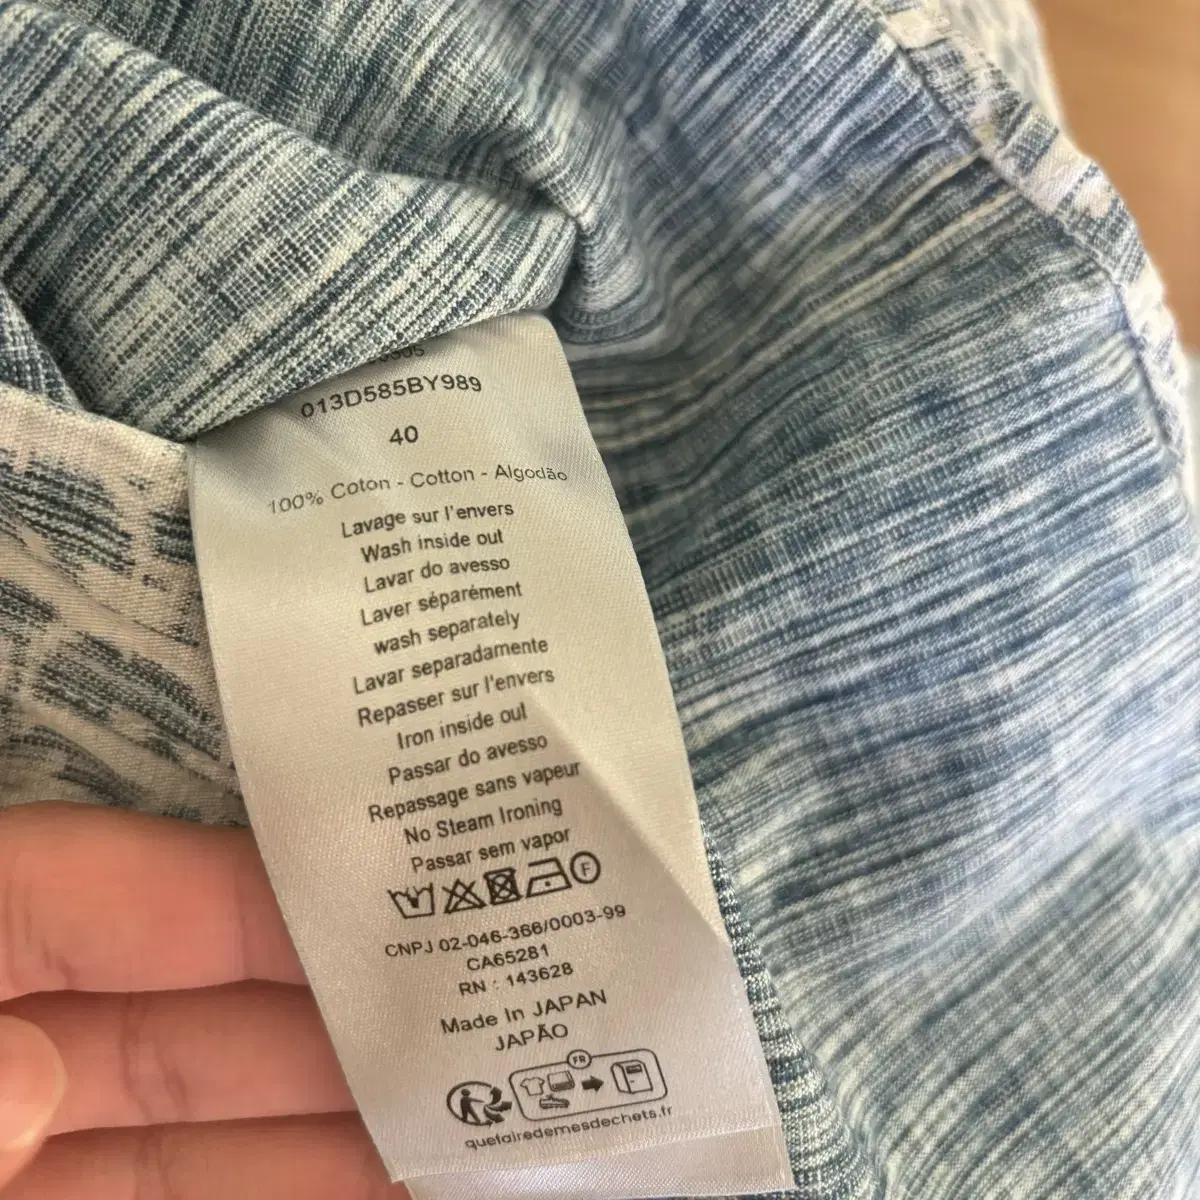 013D585BY989
40
100% Coton - Cotton - Algodão
Lavage sur l'envers
Wash inside out
Lavar do avesso
Laver séparément
wash separately
Lavar separadamente
Repasser sur l'envers
Iron inside out
Passar do avesso
Repassage sans vapeur
No Steam Ironing
Passar sem vapor
F
CNPJ 02-046-366/0003-99
CA65281
RN : 143628
Made In JAPAN
JAPÃO
FR
quefairedemesdechets.fr